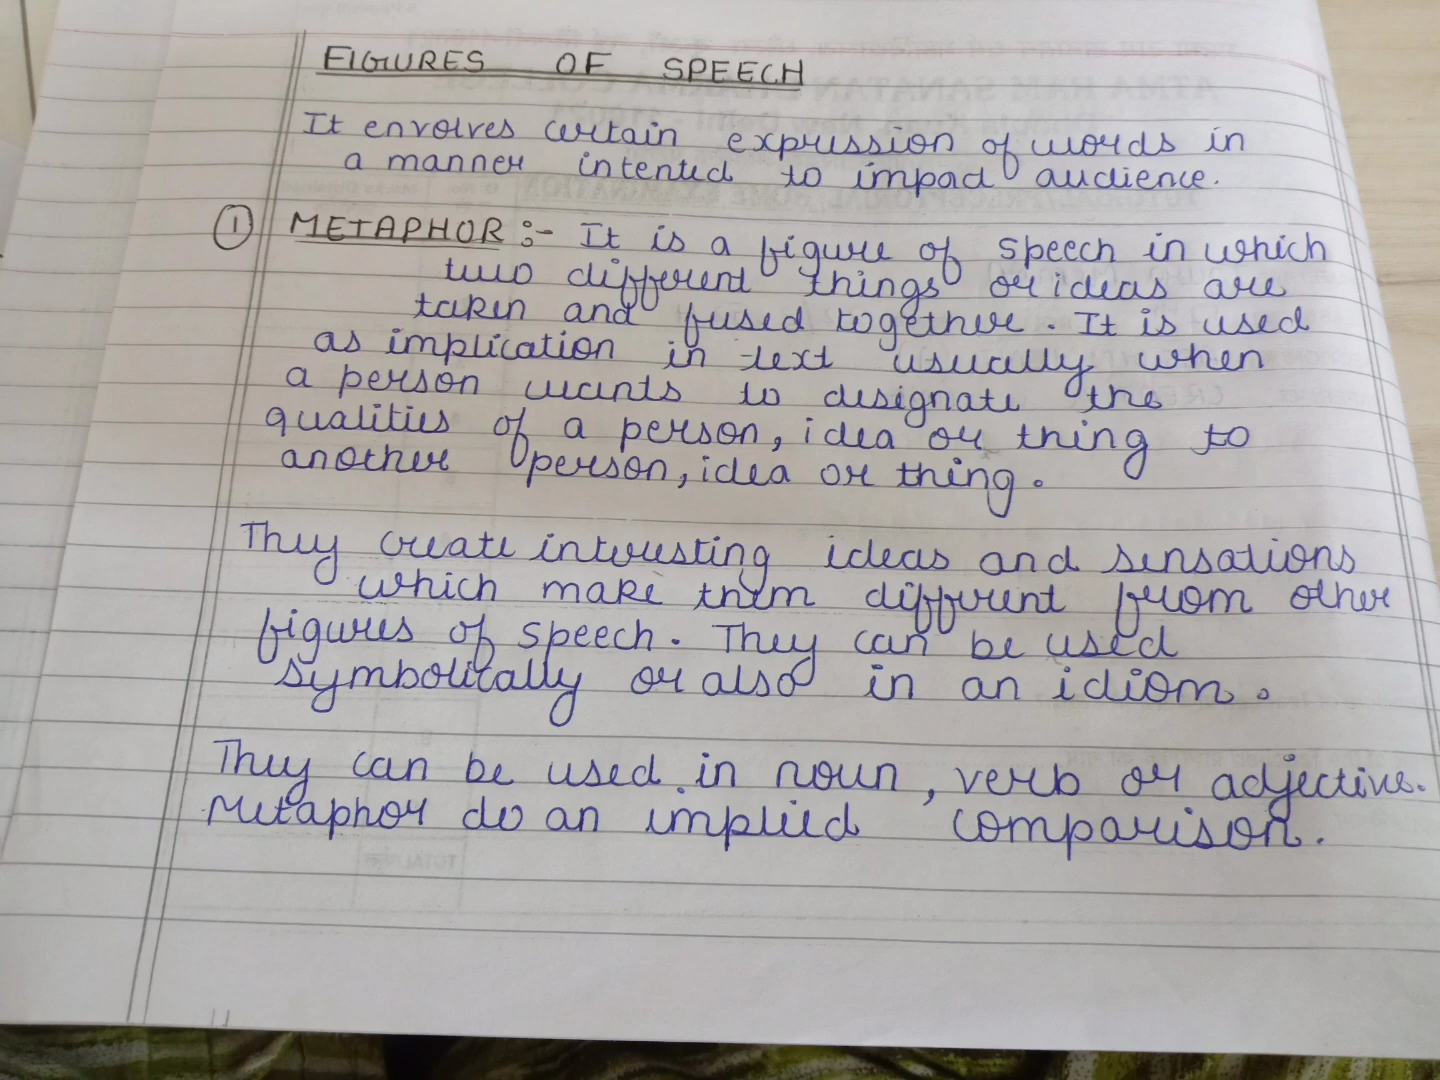 FIGURES OF SPEECH
It envolves certain expression of words in
a manner intented to impad audience.
① METAPHOR :- It is a figure of speech in which
two different things or ideas are
taken and fused together. It is used
as implication in text usually when
a person wants to designate the
qualities of a person, idea or thing to
another person, idea or thing.
They create interesting ideas and sensations
which make them different from other
figures of speech. They can be used
symbolically or also in an idiom.
They can be used in noun, verb or adjective.
Metaphor do an implied comparison.